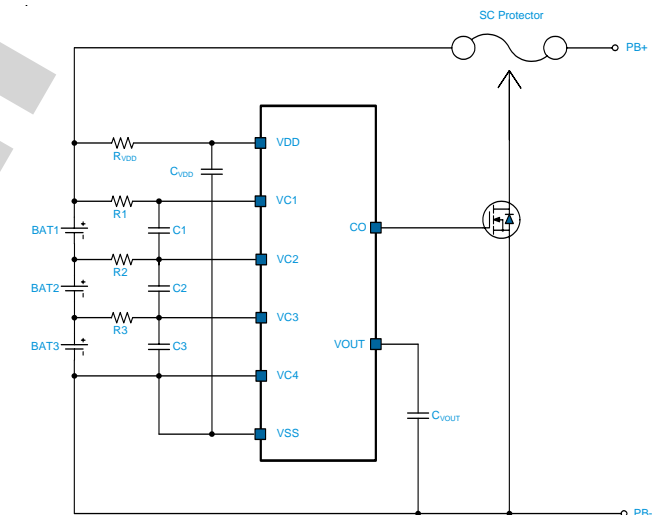 SC Protector
PB+
VDD
RVDD
CVDD
R1
VC1
BAT1
C1
CO
R2
VC2
BAT2
C2
R3
VC3
BAT3
C3
VOUT
VC4
CVOUT
VSS
PB-